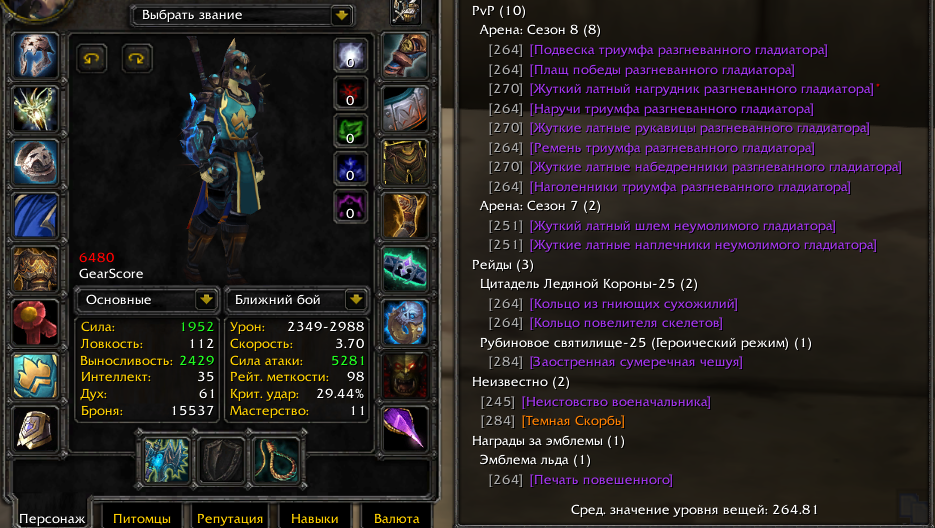 Выбрать звание
0
0
0
0
0
6480
GearScore
Основные
Ближний бой
Сила: 1952
Ловкость: 112
Выносливость: 2429
Интеллект: 35
Дух: 61
Броня: 15537
Урон: 2349-2988
Скорость: 3.70
Сила атаки: 5281
Рейт. меткости: 98
Крит. удар: 29.44%
Мастерство: 11
Персонаж
Питомцы
Репутация
Навыки
Валюта
PvP (10)
Арена: Сезон 8 (8)
[264] [Подвеска триумфа разгневанного гладиатора]
[264] [Плащ победы разгневанного гладиатора]
[270] [Жуткий латный нагрудник разгневанного гладиатора]*
[264] [Наручи триумфа разгневанного гладиатора]
[270] [Жуткие латные рукавицы разгневанного гладиатора]
[264] [Ремень триумфа разгневанного гладиатора]
[270] [Жуткие латные набедренники разгневанного гладиатора]
[264] [Наголенники триумфа разгневанного гладиатора]
Арена: Сезон 7 (2)
[251] [Жуткий латный шлем неумолимого гладиатора]
[251] [Жуткие латные наплечники неумолимого гладиатора]
Рейды (3)
Цитадель Ледяной Короны-25 (2)
[264] [Кольцо из гниющих сухожилий]
[264] [Кольцо повелителя скелетов]
Рубиновое святилище-25 (Героический режим) (1)
[284] [Заостренная сумеречная чешуя]
Неизвестно (2)
[245] [Неистовство военачальника]
[284] [Темная Скорбь]
Награды за эмблемы (1)
Эмблема льда (1)
[264] [Печать повешенного]
Сред. значение уровня вещей: 264.81